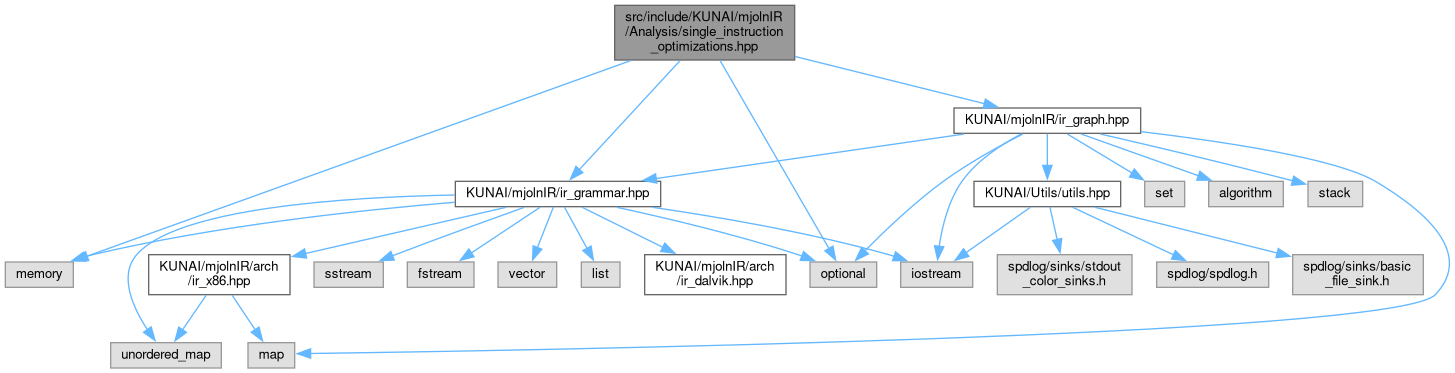 src/include/KUNAI/mjolnIR
/Analysis/single_instruction
_optimizations.hpp
KUNAI/mjolnIR/ir_graph.hpp
KUNAI/mjolnIR/ir_grammar.hpp
KUNAI/Utils/utils.hpp
set
algorithm
stack
memory
KUNAI/mjolnIR/arch
/ir_x86.hpp
sstream
fstream
vector
list
KUNAI/mjolnIR/arch
/ir_dalvik.hpp
optional
iostream
spdlog/sinks/stdout
_color_sinks.h
spdlog/spdlog.h
spdlog/sinks/basic
_file_sink.h
unordered_map
map